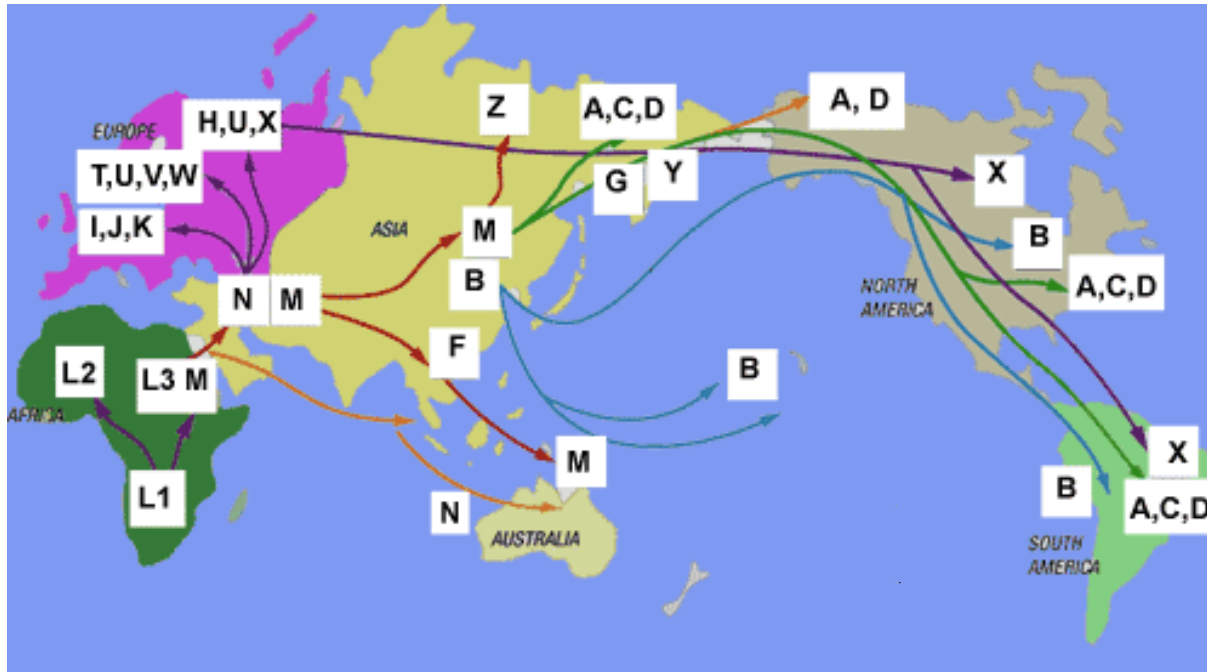 Z
A,C,D
A, D
H,U,X
EUROPE
T,U,V,W
G
Y
X
I,J,K
ASIA
M
B
B
N
M
NORTH
AMERICA
A,C,D
F
B
L2
L3 M
AFRICA
M
X
L1
B
N
A,C,D
AUSTRALIA
SOUTH
AMERICA